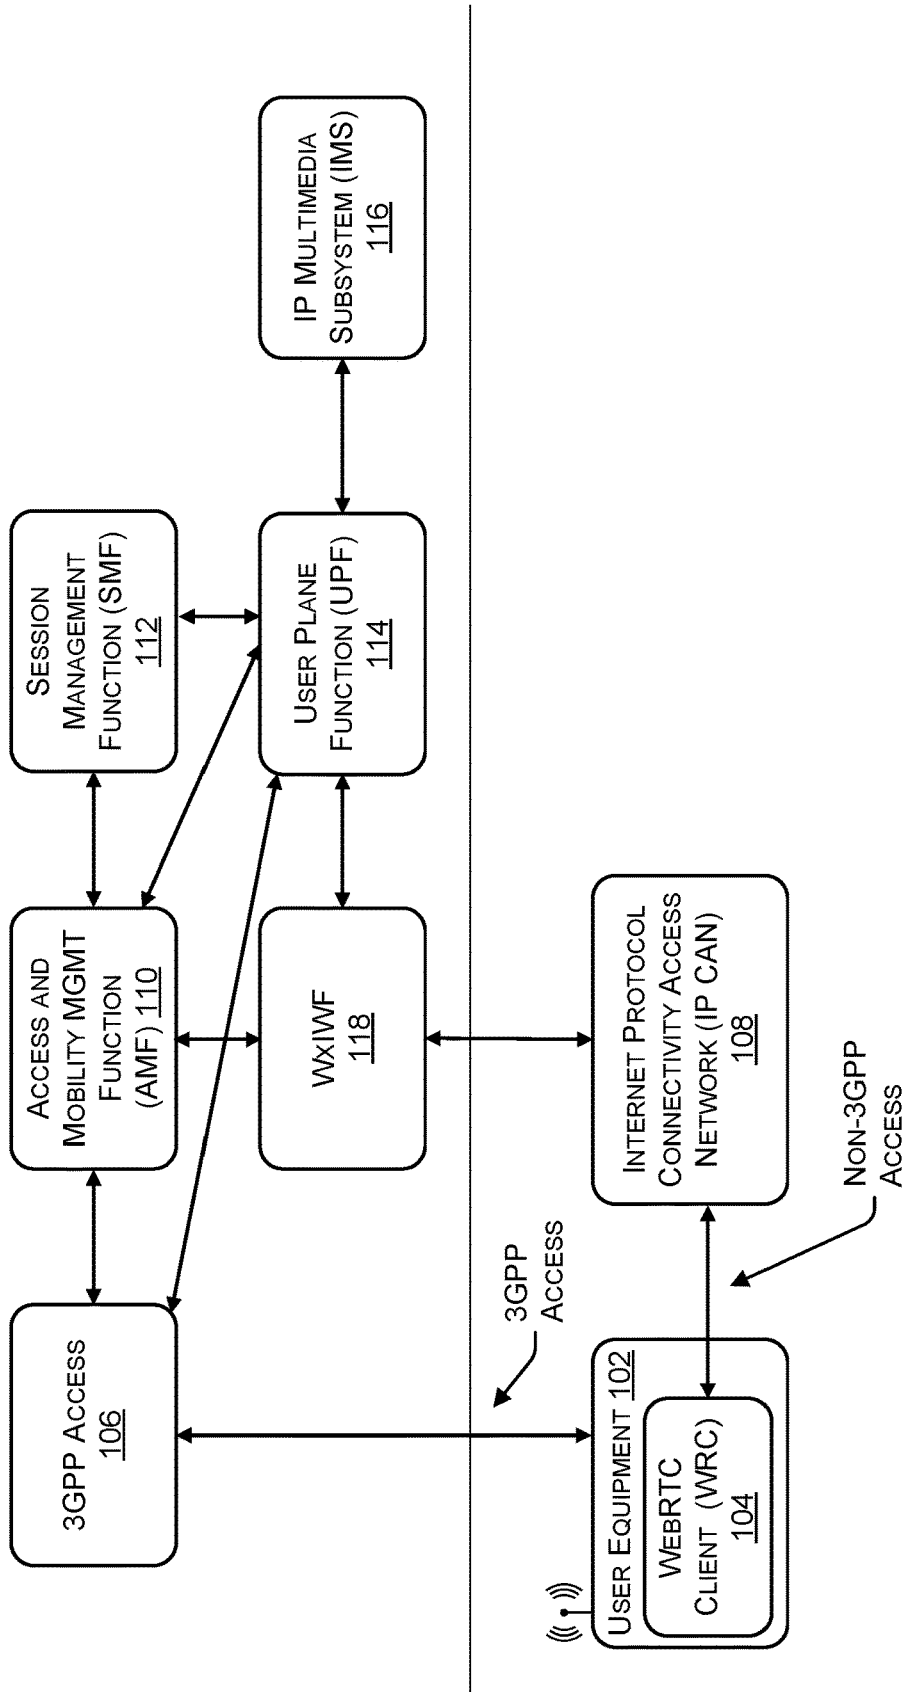 3GPP ACCESS
106
ACCESS AND
MOBILITY MGMT
FUNCTION
(AMF) 110
SESSION
MANAGEMENT
FUNCTION (SMF)
112
WXIWF
118
USER PLANE
FUNCTION (UPF)
114
IP MULTIMEDIA
SUBSYSTEM (IMS)
116
3GPP
ACCESS
USER EQUIPMENT 102
WEBRTC
CLIENT (WRC)
104
INTERNET PROTOCOL
CONNECTIVITY ACCESS
NETWORK (IP CAN)
108
NON-3GPP
ACCESS